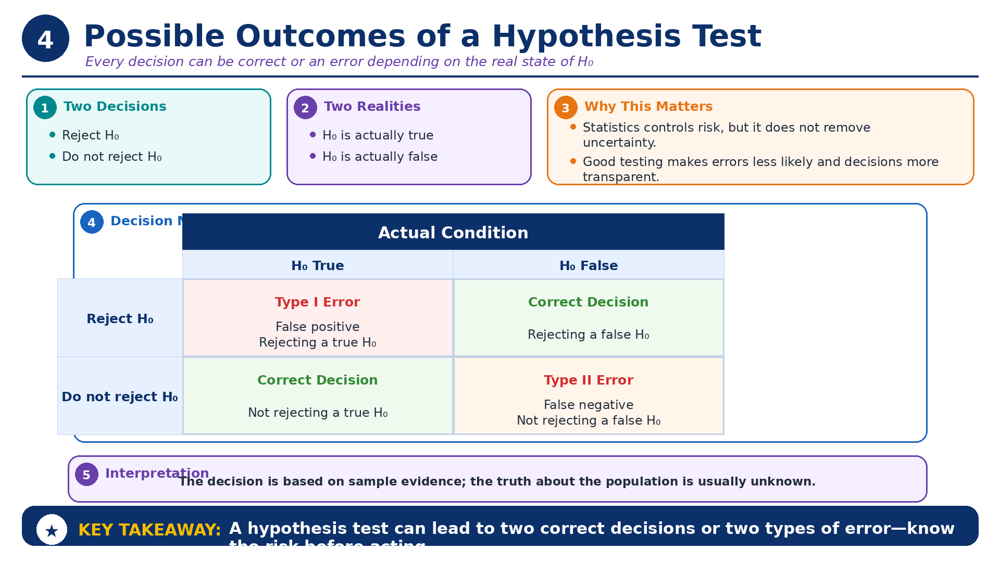 4
Possible Outcomes of a Hypothesis Test
Every decision can be correct or an error depending on the real state of H₀
1 Two Decisions
• Reject H₀
• Do not reject H₀
2 Two Realities
• H₀ is actually true
• H₀ is actually false
3 Why This Matters
• Statistics controls risk, but it does not remove
uncertainty.
• Good testing makes errors less likely and decisions more
transparent.
4 Decision
Actual Condition
H₀ True
H₀ False
Reject H₀
Type I Error
False positive
Rejecting a true H₀
Correct Decision
Rejecting a false H₀
Do not reject H₀
Correct Decision
Not rejecting a true H₀
Type II Error
False negative
Not rejecting a false H₀
5 Interpretation
The decision is based on sample evidence; the truth about the population is usually unknown.
★ KEY TAKEAWAY: A hypothesis test can lead to two correct decisions or two types of error—know
the risk before acting